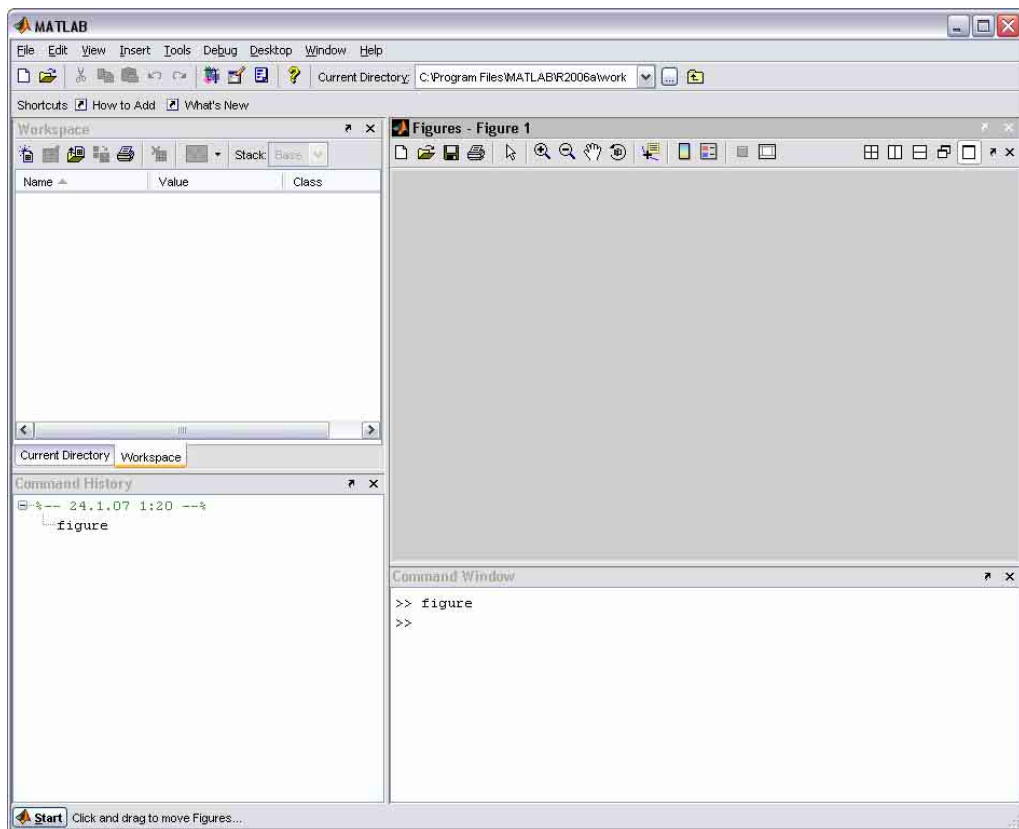 MATLAB
File Edit View Insert Tools Debug Desktop Window Help
Current Directory: C:\Program Files\MATLAB\R2006a\work
Shortcuts How to Add What's New
Workspace
Stack: Base
Name Value Class
Current Directory Workspace
Command History
%-- 24.1.07 1:20 --%
figure
Figures - Figure 1
Command Window
>> figure
>>
Start Click and drag to move Figures...